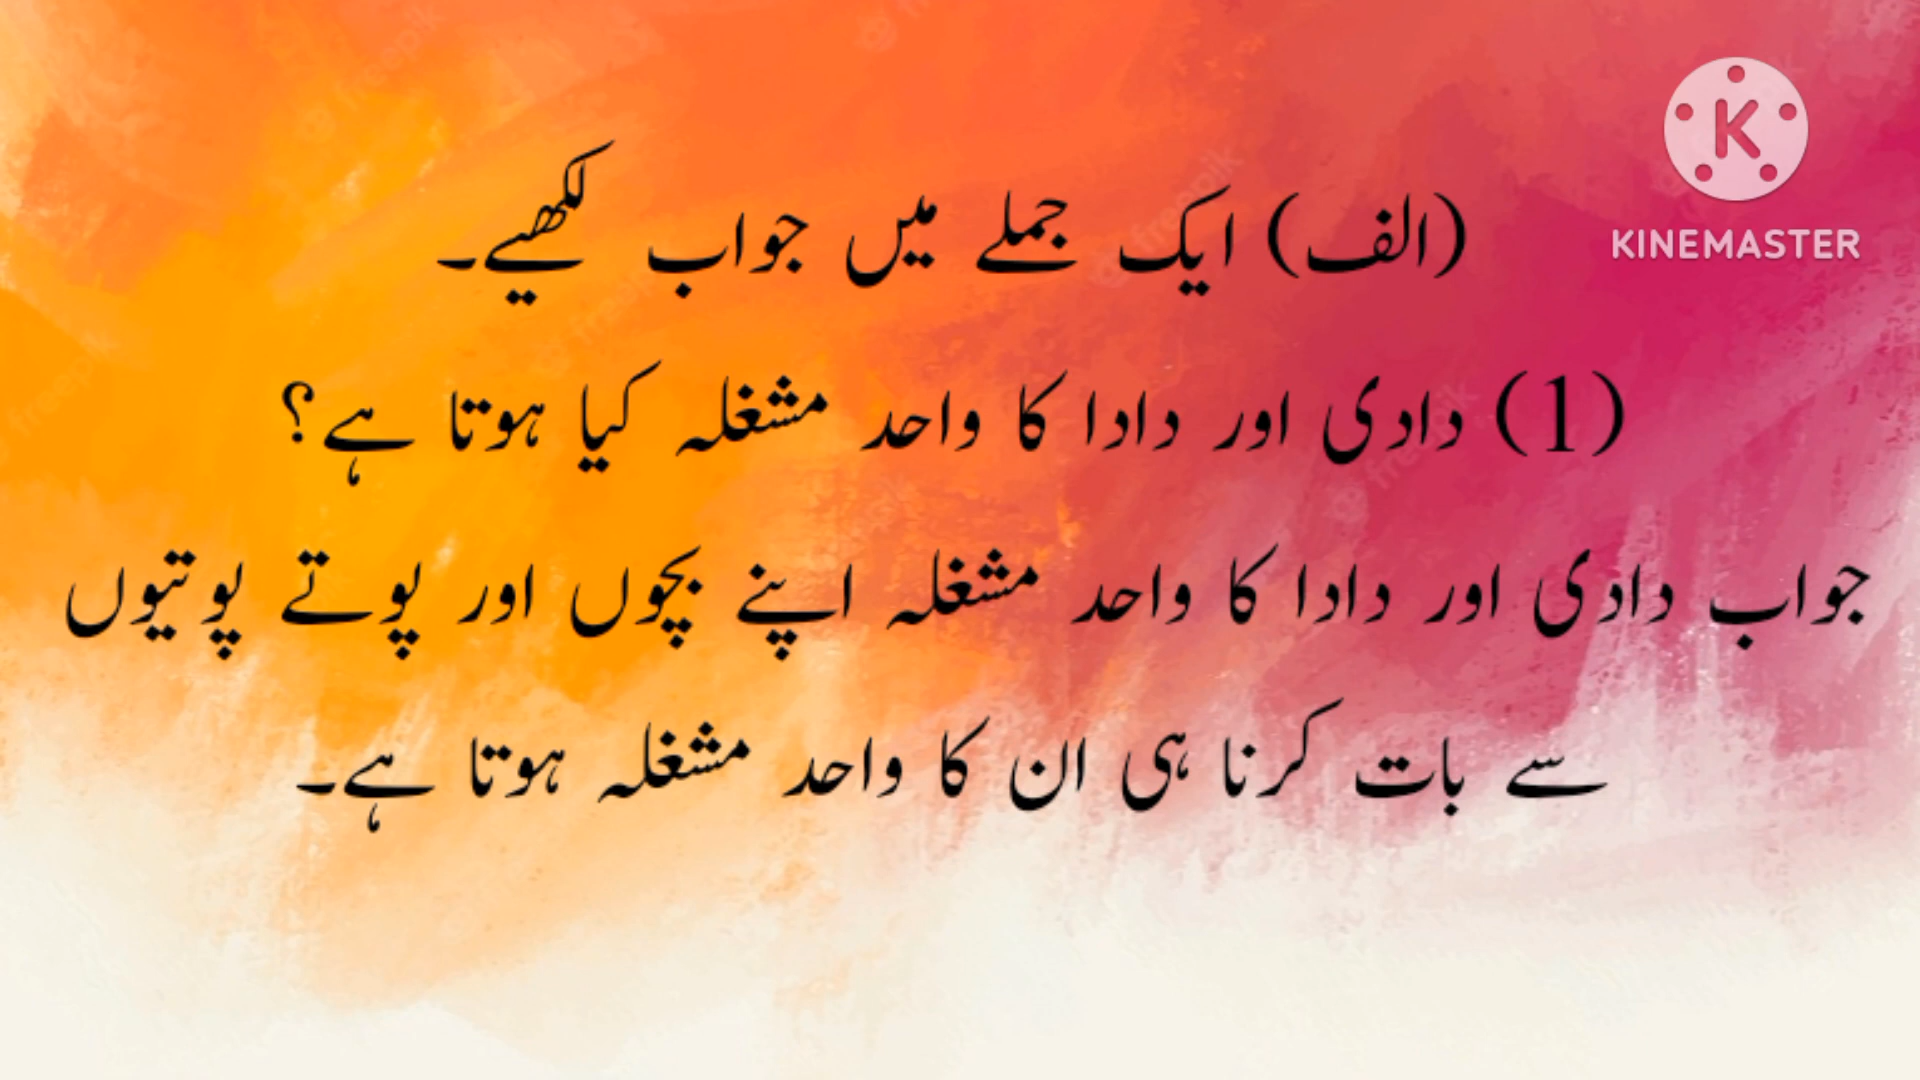 KINEMASTER
(الف) ایک جملے میں جواب لکھیے۔
(1) دادی اور دادا کا واحد مشغلہ کیا ہوتا ہے؟
جواب دادی اور دادا کا واحد مشغلہ اپنے بچوں اور پوتے پوتیوں
سے بات کرنا ہی ان کا واحد مشغلہ ہوتا ہے۔